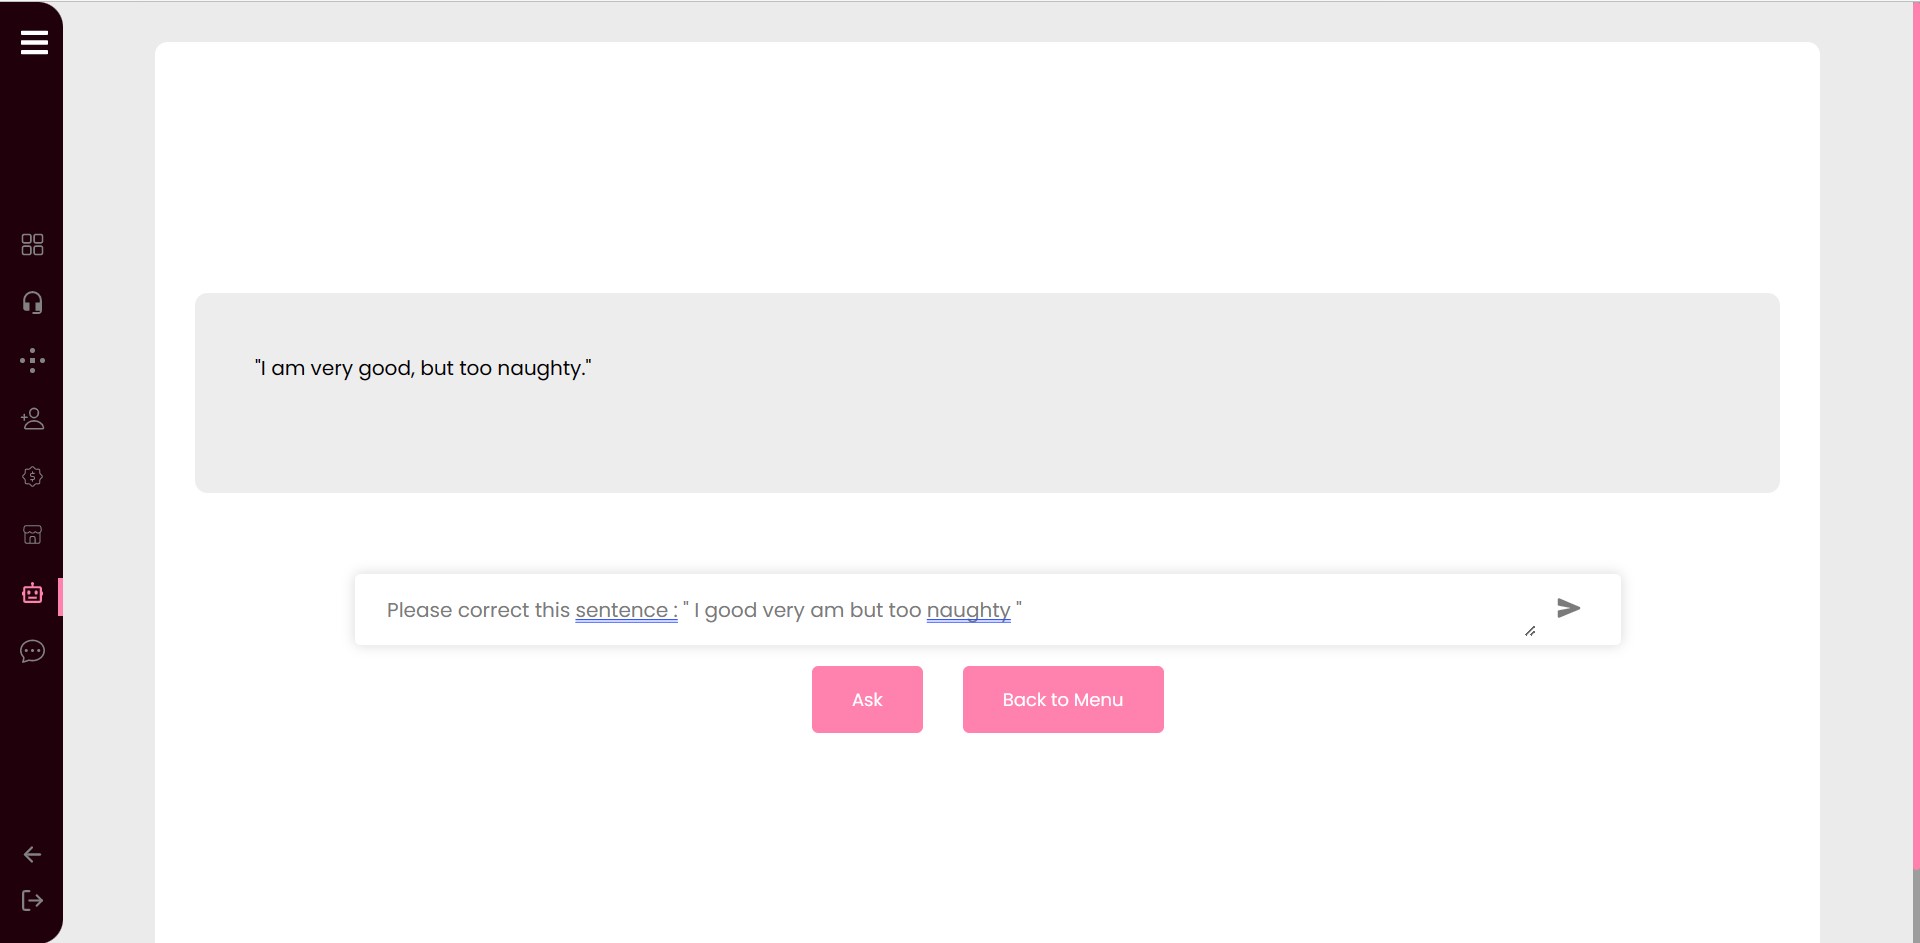 "I am very good, but too naughty."
Please correct this sentence : " I good very am but too naughty "
Ask
Back to Menu